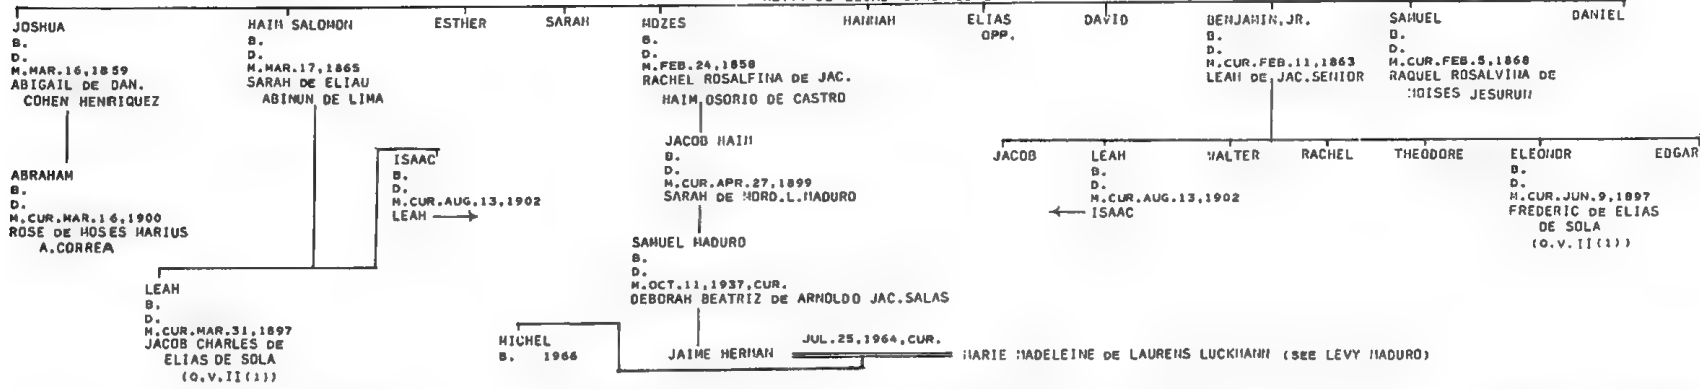 JOSHUA
B.
D.
M.MAR.16,1859
ABIGAIL DE DAN.
COHEN HENRIQUEZ
HAIM SALOMON
B.
D.
M.MAR.17,1865
SARAH DE ELIAU
ABINUN DE LIMA
ESTHER
SARAH
MOZES
B.
D.
M.FEB.24,1858
RACHEL ROSALFINA DE JAC.
HAIM OSORIO DE CASTRO
HANNAH
ELIAS
OPP.
DAVID
BENJAMIN,JR.
B.
D.
M.CUR.FEB.11,1863
LEAH DE JAC.SENIOR
SAMUEL
B.
D.
M.CUR.FEB.5,1868
RAQUEL ROSALVINA DE
MOISES JESURUN
DANIEL
ABRAHAM
B.
D.
M.CUR.MAR.16,1900
ROSE DE MOSES MARIUS
A.CORREA
ISAAC
B.
D.
M.CUR.AUG.13,1902
LEAH →
JACOB HAIM
B.
D.
M.CUR.APR.27,1899
SARAH DE MORD.L.MADURO
JACOB
LEAH
B.
D.
M.CUR.AUG.13,1902
← ISAAC
WALTER
RACHEL
THEODORE
ELEONOR
B.
D.
M.CUR.JUN.9,1897
FREDERIC DE ELIAS
DE SOLA
(Q.V.II(1))
EDGAR
LEAH
B.
D.
M.CUR.MAR.31,1897
JACOB CHARLES DE
ELIAS DE SOLA
(Q.V.II(1))
SAMUEL MADURO
B.
D.
M.OCT.11,1937,CUR.
DEBORAH BEATRIZ DE ARNOLDO JAC.SALAS
MICHEL
B. 1966
JAIME HERMAN
JUL.25,1964,CUR.
MARIE MADELEINE DE LAURENS LUCKMANN (SEE LEVY MADURO)